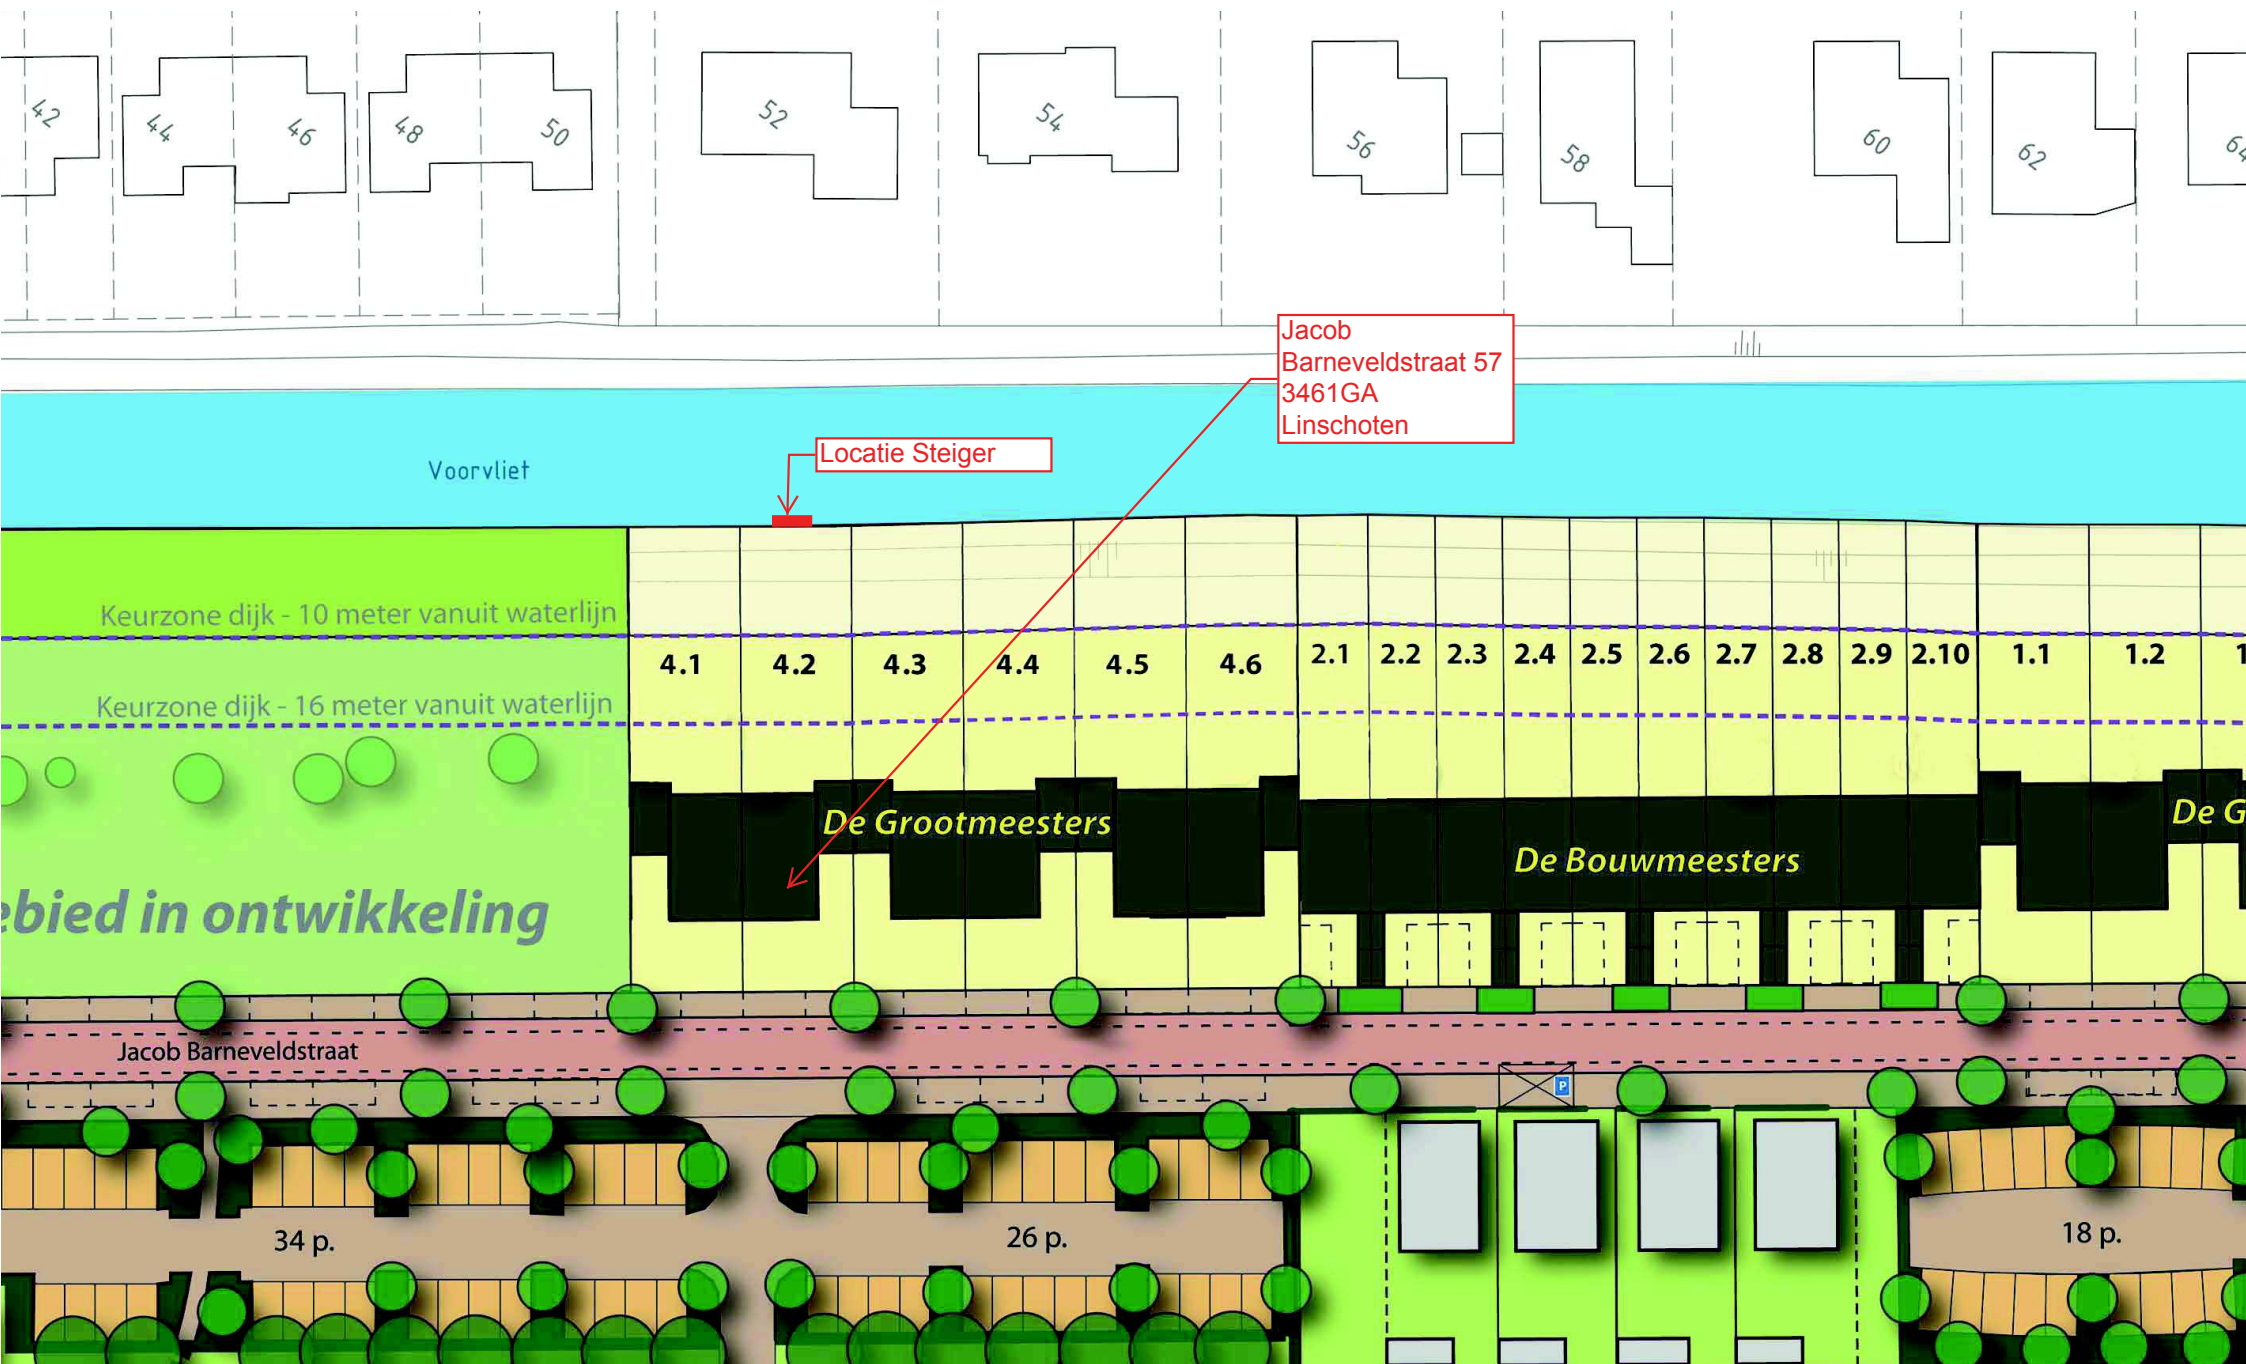 42
44
46
48
50
52
54
56
58
60
62
64
Jacob
Barneveldstraat 57
3461GA
Linschoten
Locatie Steiger
Voorvliet
Keurzone dijk - 10 meter vanuit waterlijn
4.1 4.2 4.3 4.4 4.5 4.6 2.1 2.2 2.3 2.4 2.5 2.6 2.7 2.8 2.9 2.10 1.1 1.2
Keurzone dijk - 16 meter vanuit waterlijn
De Grootmeesters
De G
De Bouwmeesters
ebied in ontwikkeling
Jacob Barneveldstraat
P
34 p.
26 p.
18 p.